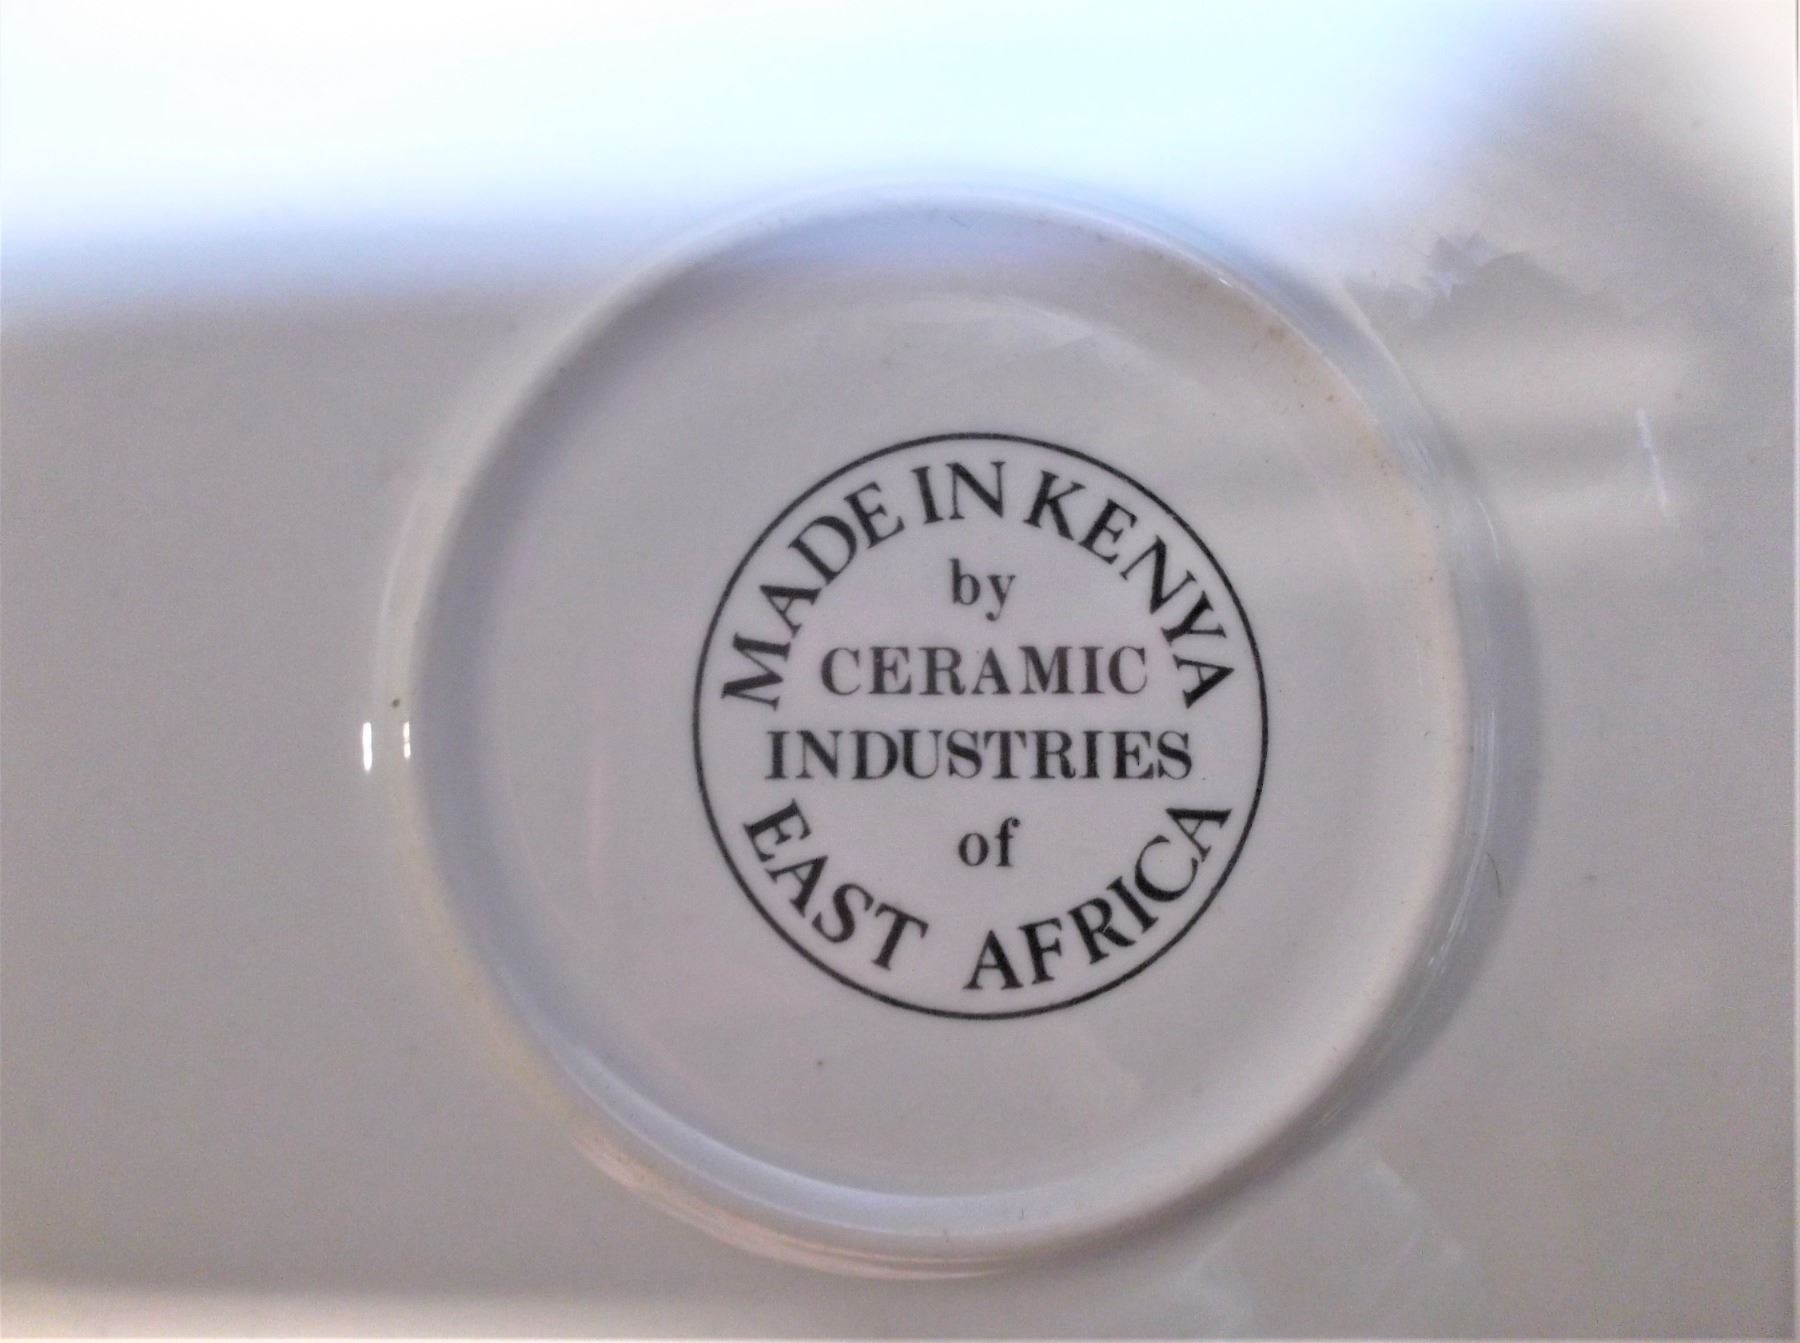 MADE IN KENYA
by
CERAMIC
INDUSTRIES
of
EAST AFRICA